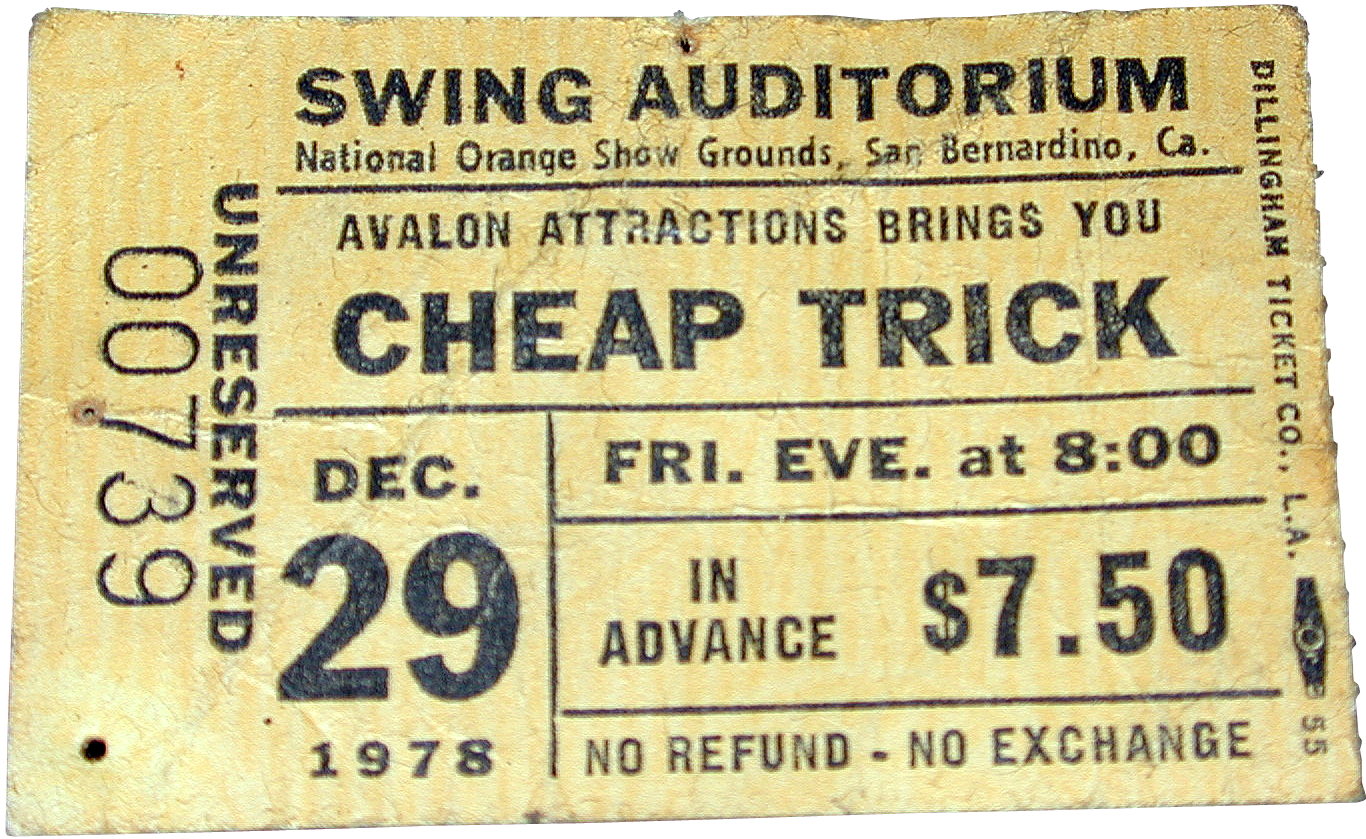 SWING AUDITORIUM
National Orange Show Grounds, San Bernardino, Ca.
AVALON ATTRACTIONS BRINGS YOU
CHEAP TRICK
DEC.
29
1978
FRI. EVE. at 8:00
IN
ADVANCE
$7.50
NO REFUND - NO EXCHANGE
UNRESERVED
00739
DILLINGHAM TICKET CO., L.A.
55